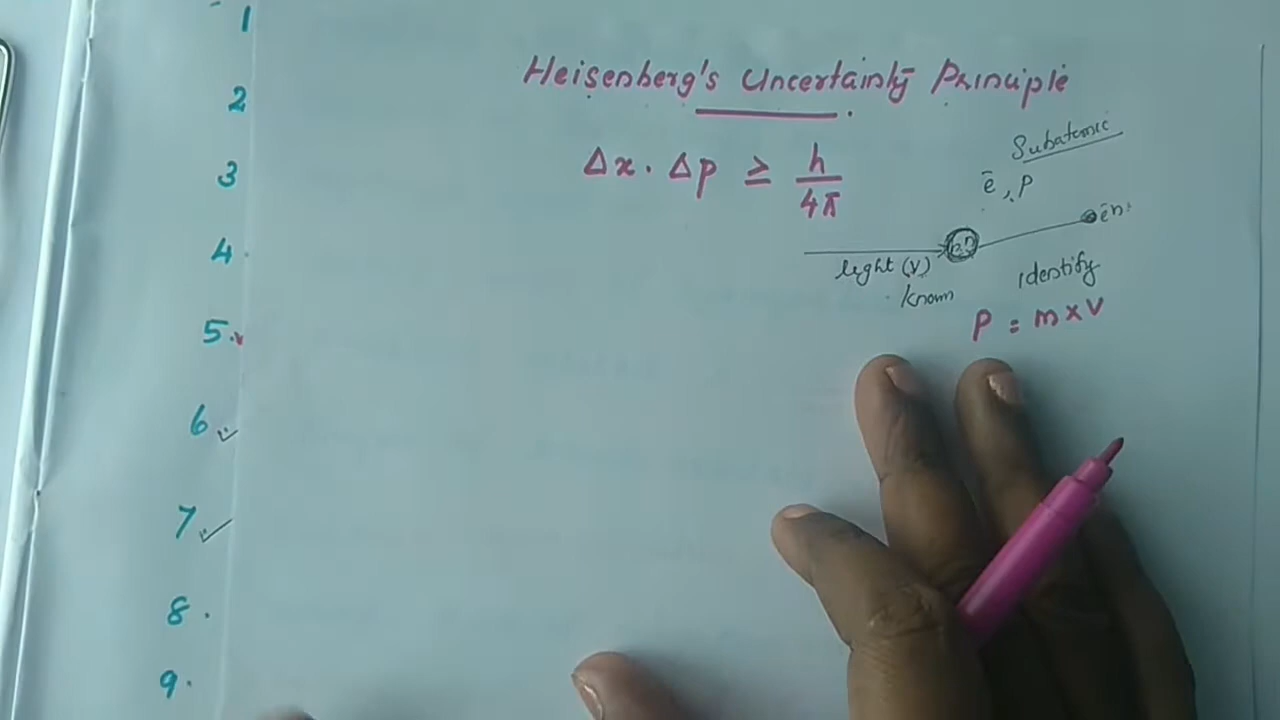 1
2
3
4.
5.
6
7
8.
9.
Heisenberg's Uncertainty Principle
Δx. Δp ≥ h/4π
Subatomic
ē, P
ēn
light (V)
known
Identify
P = m x V